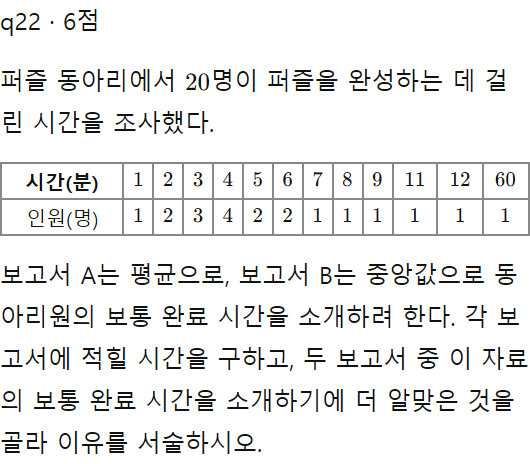 q22 · 6점
퍼즐 동아리에서 20명이 퍼즐을 완성하는 데 걸
린 시간을 조사했다.
시간(분) 1 2 3 4 5 6 7 8 9 11 12 60
인원(명) 1 2 3 4 2 2 1 1 1 1 1 1
보고서 A는 평균으로, 보고서 B는 중앙값으로 동
아리원의 보통 완료 시간을 소개하려 한다. 각 보
고서에 적힐 시간을 구하고, 두 보고서 중 이 자료
의 보통 완료 시간을 소개하기에 더 알맞은 것을
골라 이유를 서술하시오.